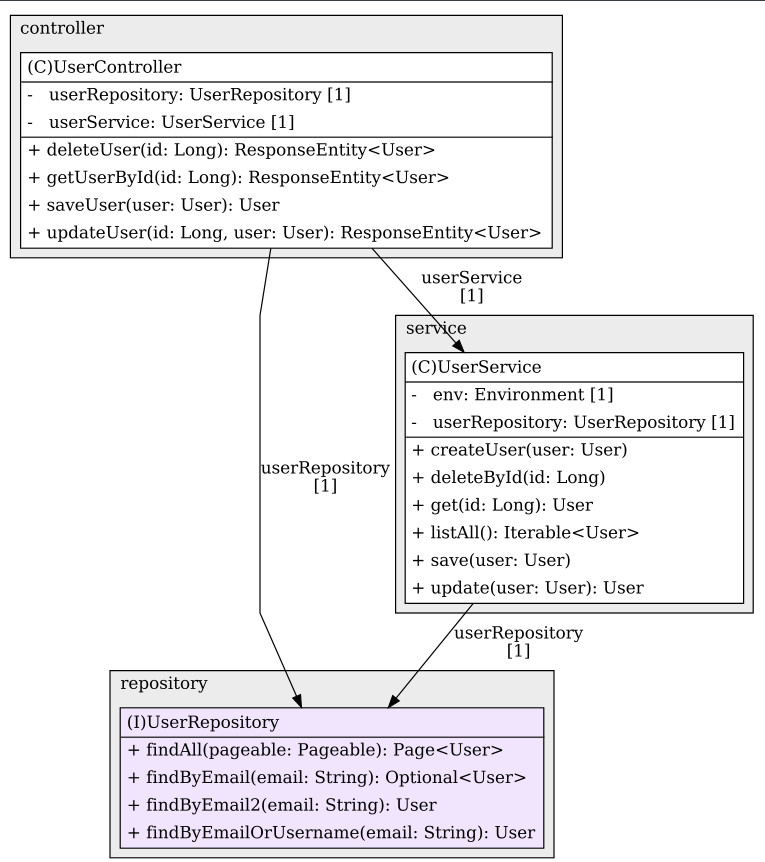 controller
(C)UserController
-   userRepository: UserRepository [1]
-   userService: UserService [1]
+ deleteUser(id: Long): ResponseEntity<User>
+ getUserById(id: Long): ResponseEntity<User>
+ saveUser(user: User): User
+ updateUser(id: Long, user: User): ResponseEntity<User>
userService
[1]
service
(C)UserService
-   env: Environment [1]
-   userRepository: UserRepository [1]
+ createUser(user: User)
+ deleteById(id: Long)
+ get(id: Long): User
+ listAll(): Iterable<User>
+ save(user: User)
+ update(user: User): User
userRepository
[1]
userRepository
[1]
repository
(I)UserRepository
+ findAll(pageable: Pageable): Page<User>
+ findByEmail(email: String): Optional<User>
+ findByEmail2(email: String): User
+ findByEmailOrUsername(email: String): User